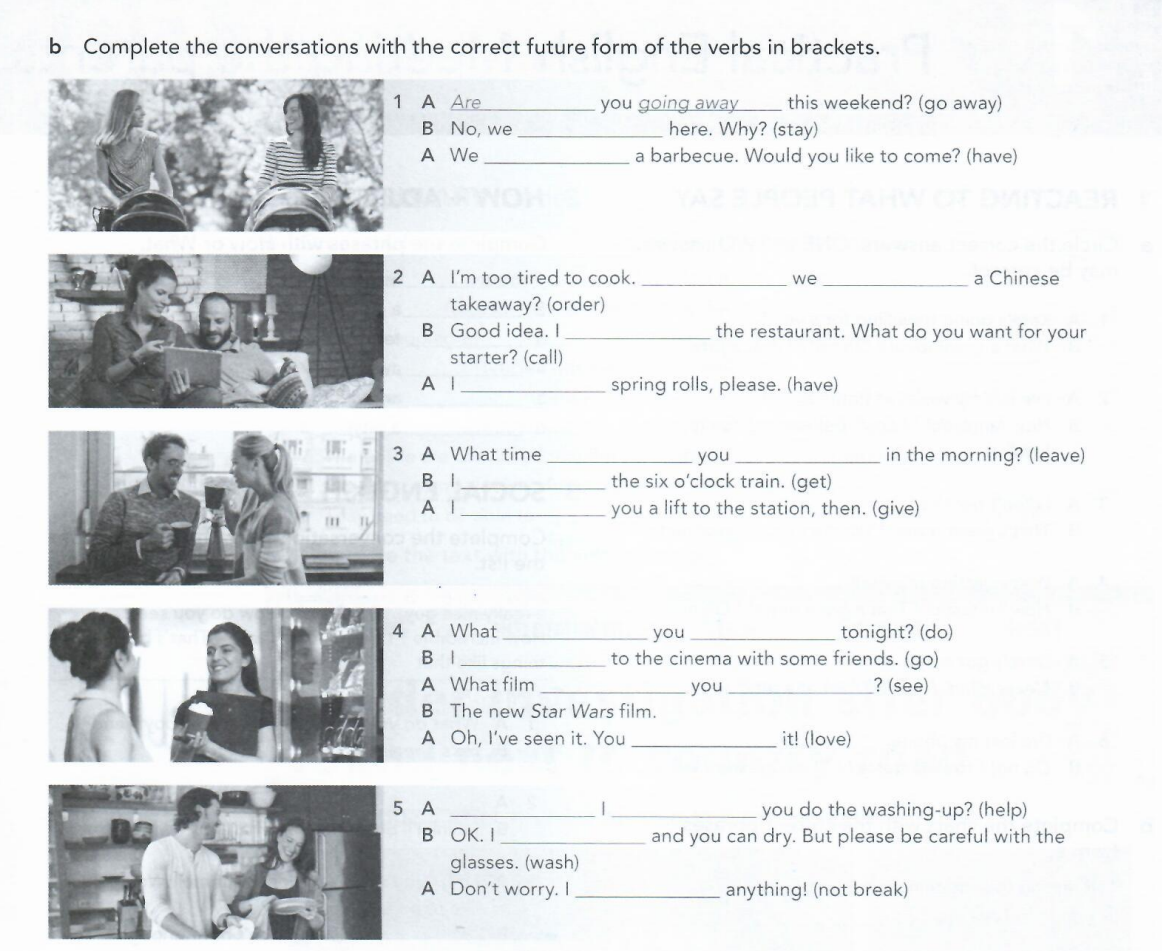 b Complete the conversations with the correct future form of the verbs in brackets.
1 A Are you going away this weekend? (go away)
B No, we ____________ here. Why? (stay)
A We ____________ a barbecue. Would you like to come? (have)
2 A I'm too tired to cook. ____________ we ____________ a Chinese
takeaway? (order)
B Good idea. I ____________ the restaurant. What do you want for your
starter? (call)
A I ____________ spring rolls, please. (have)
3 A What time ____________ you ____________ in the morning? (leave)
B I ____________ the six o'clock train. (get)
A I ____________ you a lift to the station, then. (give)
4 A What ____________ you ____________ tonight? (do)
B I ____________ to the cinema with some friends. (go)
A What film ____________ you ____________? (see)
B The new Star Wars film.
A Oh, I've seen it. You ____________ it! (love)
5 A ____________ I ____________ you do the washing-up? (help)
B OK. I ____________ and you can dry. But please be careful with the
glasses. (wash)
A Don't worry. I ____________ anything! (not break)